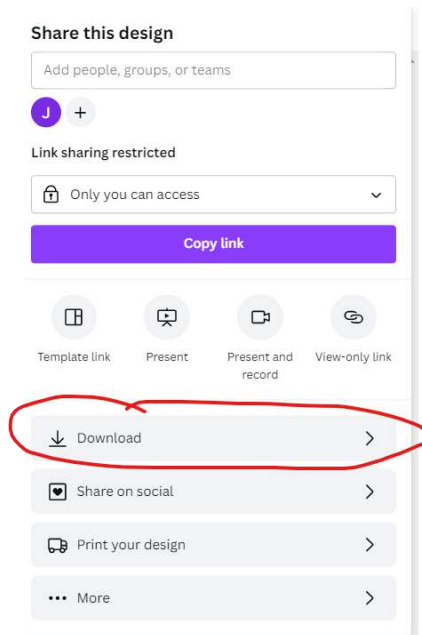 Share this design
Add people, groups, or teams
J +
Link sharing restricted
Only you can access
Copy link
Template link
Present
Present and
record
View-only link
Download
Share on social
Print your design
More